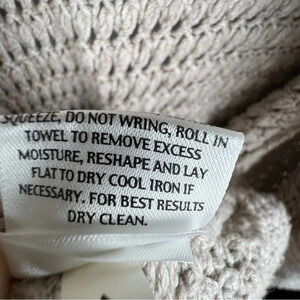 SQUEEZE, DO NOT WRING, ROLL IN
TOWEL TO REMOVE EXCESS
MOISTURE, RESHAPE AND LAY
FLAT TO DRY COOL IRON IF
NECESSARY. FOR BEST RESULTS
DRY CLEAN.